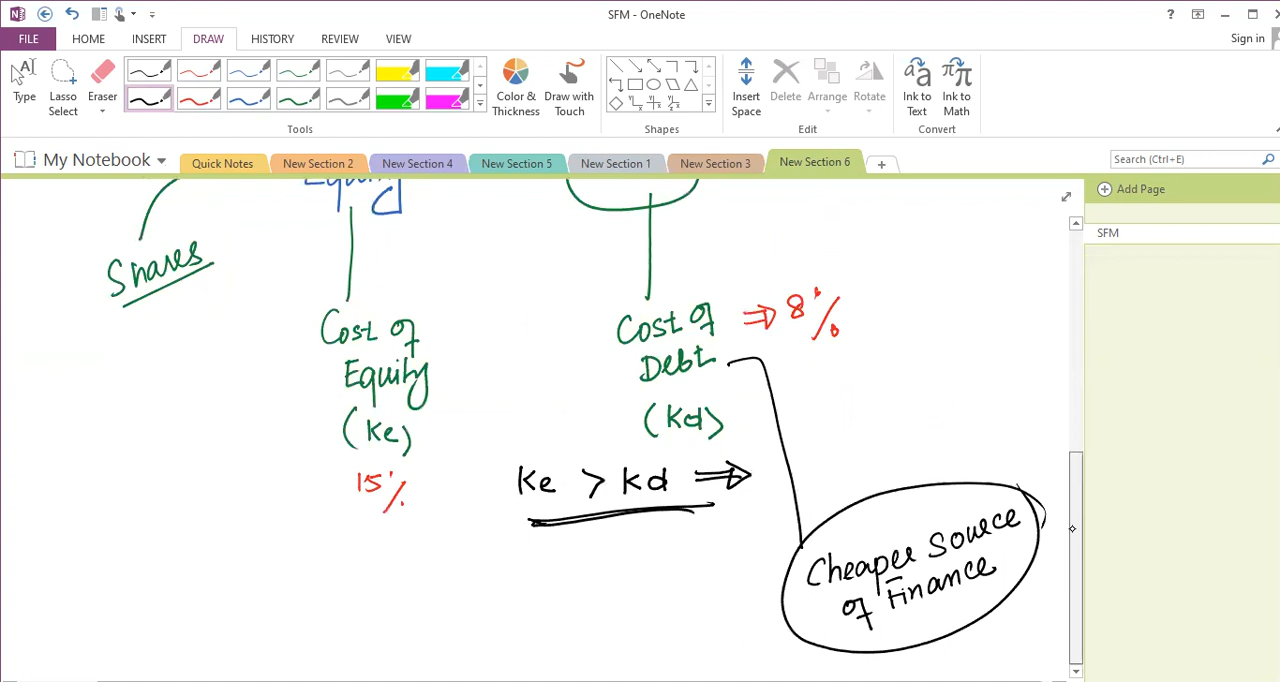 SFM - OneNote
Sign in
FILE HOME INSERT DRAW HISTORY REVIEW VIEW
Type
Lasso Select
Eraser
Color & Thickness
Draw with Touch
Insert Space
Delete
Arrange
Rotate
Ink to Text
Ink to Math
Tools
Shapes
Edit
Convert
My Notebook
Quick Notes
New Section 2
New Section 4
New Section 5
New Section 1
New Section 3
New Section 6
Search (Ctrl+E)
Add Page
SFM
Equity
Shares
Cost of
Equity
(Ke)
15%
Cost of ⇒ 8%
Debt
(Kd)
Ke > Kd ⇒
Cheaper Source
of Finance